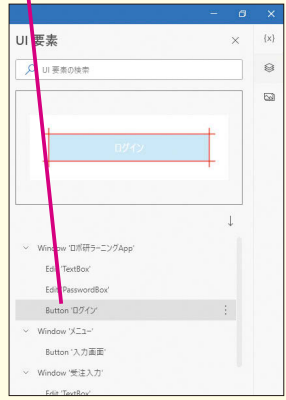 UI 要素
{x}
UI 要素の検索
ログイン
Window 'ロボ研ラーニングApp'
Edit 'TextBox'
Edit 'PasswordBox'
Button 'ログイン'
Window 'メニュー'
Button '入力画面'
Window '受注入力'
Edit 'TextBox'